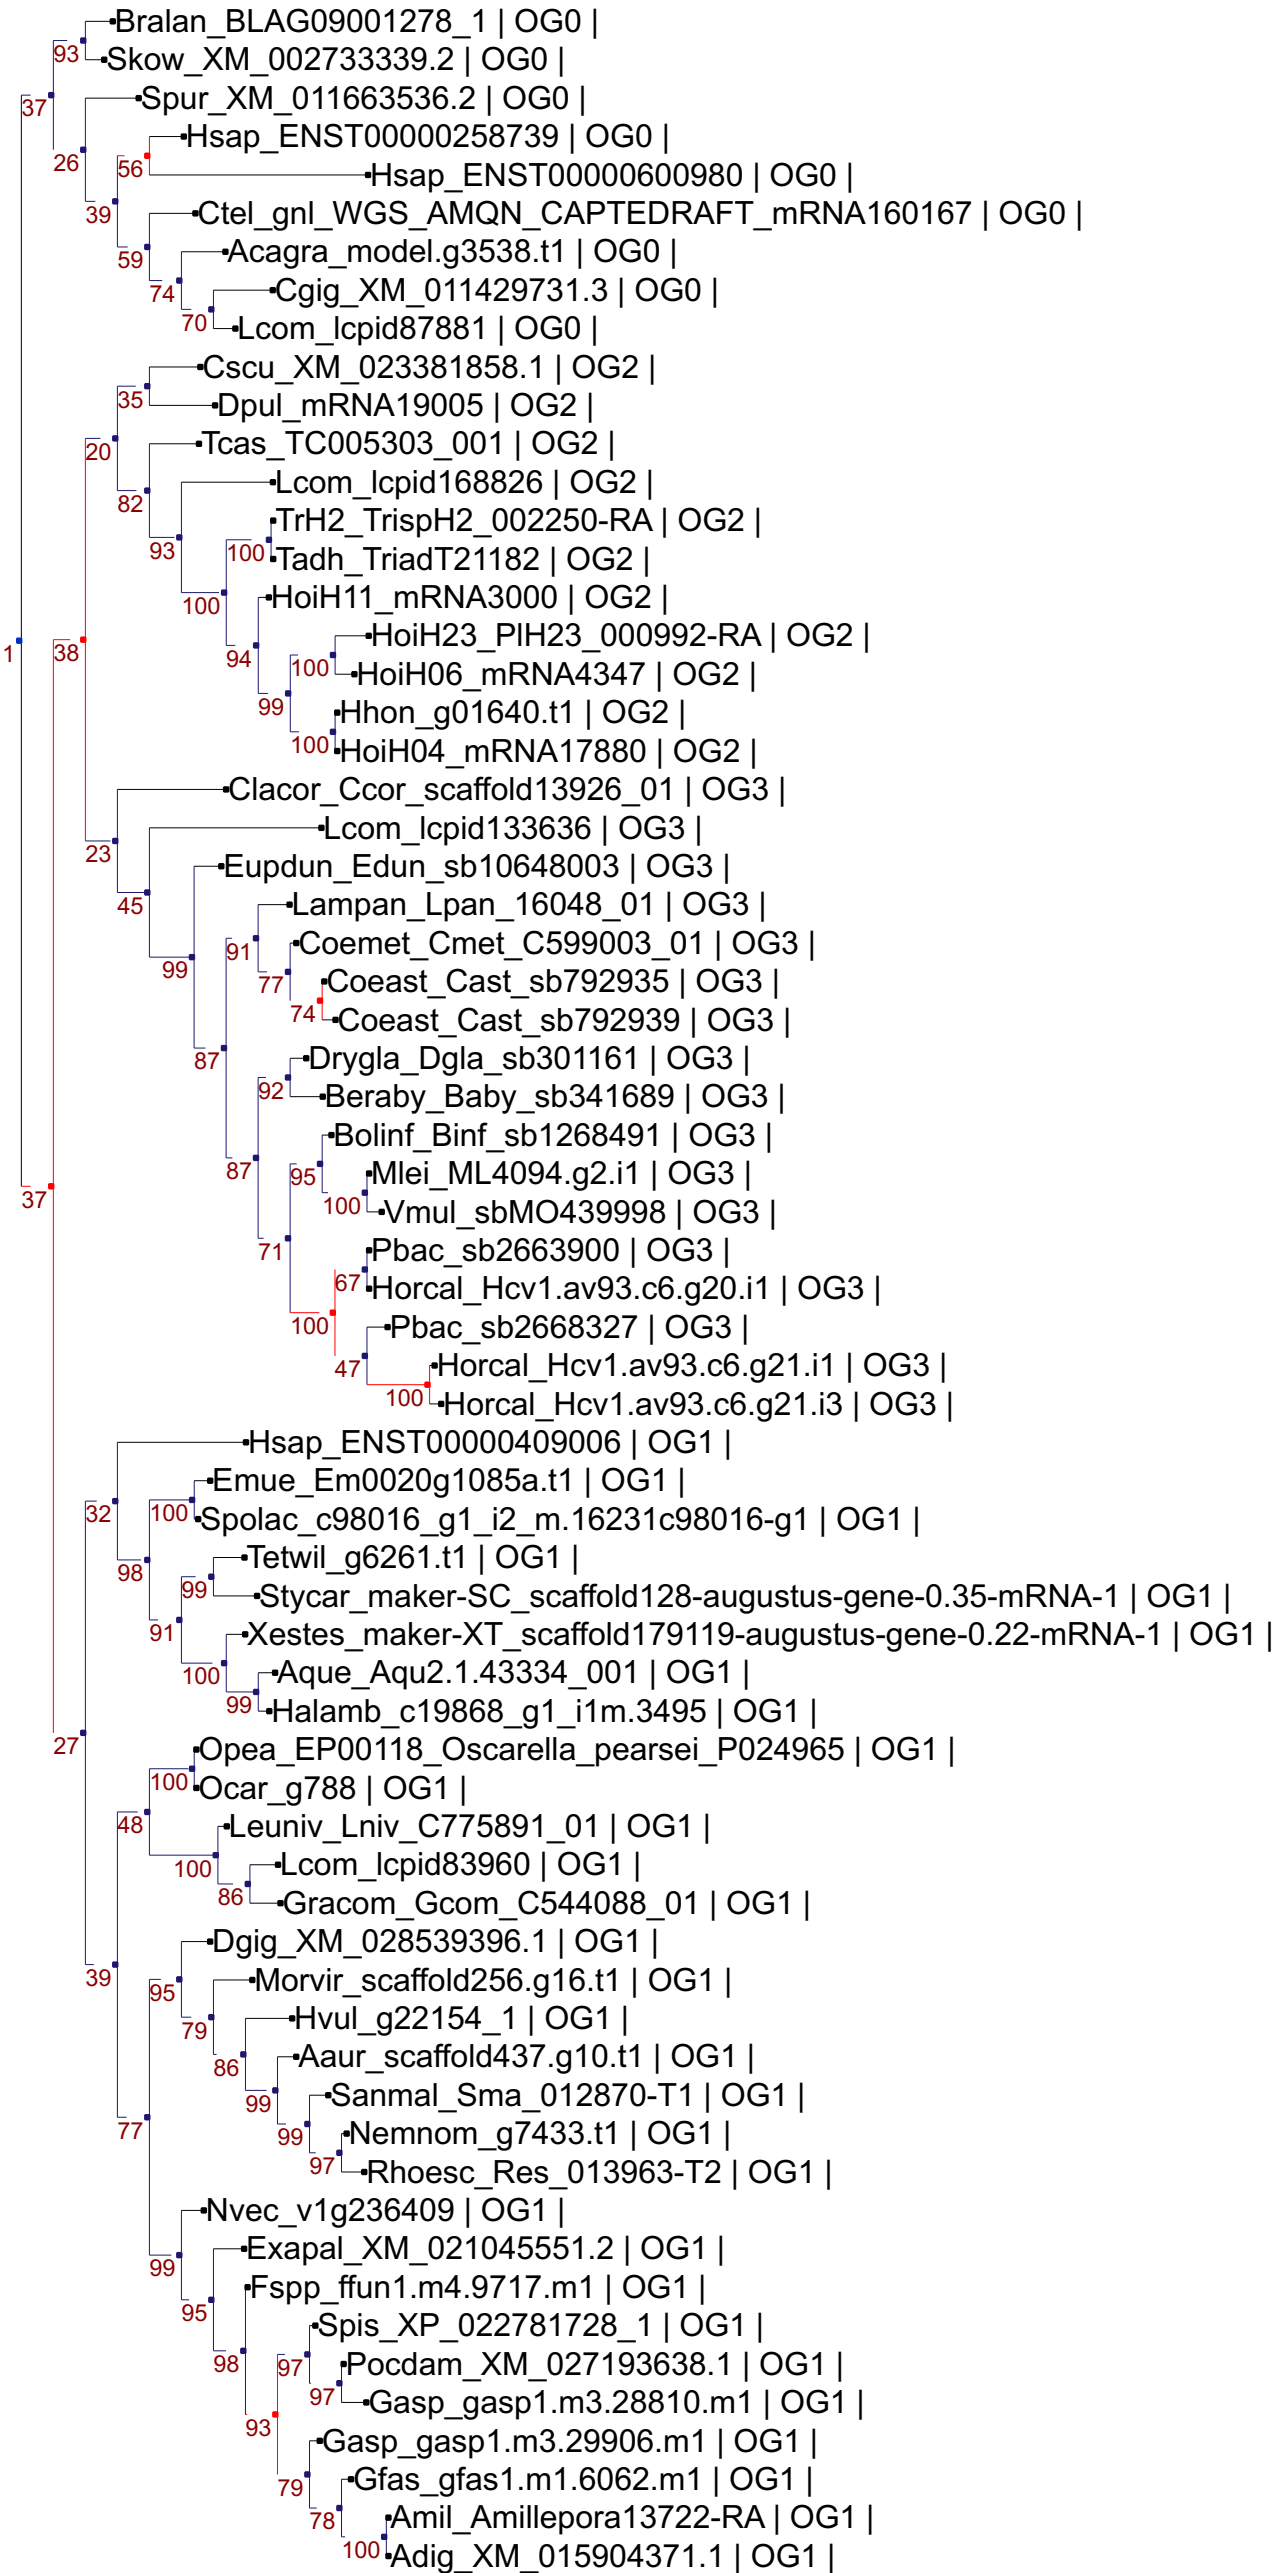 Bralan_BLAG09001278_1 | OG0 |
93
Skow_XM_002733339.2 | OG0 |
Spur_XM_011663536.2 | OG0 |
37
Hsap_ENST00000258739 | OG0 |
26
56
Hsap_ENST00000600980 | OG0 |
39
Ctel_gnl_WGS_AMQN_CAPTEDRAFT_mRNA160167 | OG0 |
59
Acagra_model.g3538.t1 | OG0 |
74
Cgig_XM_011429731.3 | OG0 |
70
Lcom_lcpid87881 | OG0 |
Cscu_XM_023381858.1 | OG2 |
35
Dpul_mRNA19005 | OG2 |
20
Tcas_TC005303_001 | OG2 |
82
Lcom_lcpid168826 | OG2 |
TrH2_TrispH2_002250-RA | OG2 |
93
100
Tadh_TriadT21182 | OG2 |
HoiH11_mRNA3000 | OG2 |
100
HoiH23_PlH23_000992-RA | OG2 |
1
38
94
100
HoiH06_mRNA4347 | OG2 |
99
Hhon_g01640.t1 | OG2 |
100
HoiH04_mRNA17880 | OG2 |
Clacor_Ccor_scaffold13926_01 | OG3 |
Lcom_lcpid133636 | OG3 |
23
Eupdun_Edun_sb10648003 | OG3 |
45
Lampan_Lpan_16048_01 | OG3 |
91
Coemet_Cmet_C599003_01 | OG3 |
99
77
Coeast_Cast_sb792935 | OG3 |
74
Coeast_Cast_sb792939 | OG3 |
87
Drygla_Dgla_sb301161 | OG3 |
92
Beraby_Baby_sb341689 | OG3 |
Bolinf_Binf_sb1268491 | OG3 |
87
95
Mlei_ML4094.g2.i1 | OG3 |
37
100
Vmul_sbMO439998 | OG3 |
71
Pbac_sb2663900 | OG3 |
67
Horcal_Hcv1.av93.c6.g20.i1 | OG3 |
100
Pbac_sb2668327 | OG3 |
47
Horcal_Hcv1.av93.c6.g21.i1 | OG3 |
100
Horcal_Hcv1.av93.c6.g21.i3 | OG3 |
Hsap_ENST00000409006 | OG1 |
Emue_Em0020g1085a.t1 | OG1 |
32
100
Spolac_c98016_g1_i2_m.16231c98016-g1 | OG1 |
98
Tetwil_g6261.t1 | OG1 |
99
Stycar_maker-SC_scaffold128-augustus-gene-0.35-mRNA-1 | OG1 |
91
Xestes_maker-XT_scaffold179119-augustus-gene-0.22-mRNA-1 | OG1 |
100
Aque_Aqu2.1.43334_001 | OG1 |
99
Halamb_c19868_g1_i1m.3495 | OG1 |
27
Opea_EP00118_Oscarella_pearsei_P024965 | OG1 |
100
Ocar_g788 | OG1 |
48
Leuniv_Lniv_C775891_01 | OG1 |
100
Lcom_lcpid83960 | OG1 |
86
Gracom_Gcom_C544088_01 | OG1 |
Dgig_XM_028539396.1 | OG1 |
39
95
Morvir_scaffold256.g16.t1 | OG1 |
79
Hvul_g22154_1 | OG1 |
86
Aaur_scaffold437.g10.t1 | OG1 |
99
Sanmal_Sma_012870-T1 | OG1 |
77
99
Nemnom_g7433.t1 | OG1 |
97
Rhoesc_Res_013963-T2 | OG1 |
Nvec_v1g236409 | OG1 |
99
Exapal_XM_021045551.2 | OG1 |
Fspp_ffun1.m4.9717.m1 | OG1 |
95
Spis_XP_022781728_1 | OG1 |
98
97
Pocdam_XM_027193638.1 | OG1 |
97
Gasp_gasp1.m3.28810.m1 | OG1 |
93
Gasp_gasp1.m3.29906.m1 | OG1 |
79
Gfas_gfas1.m1.6062.m1 | OG1 |
78
Amil_Amillepora13722-RA | OG1 |
100
Adig_XM_015904371.1 | OG1 |